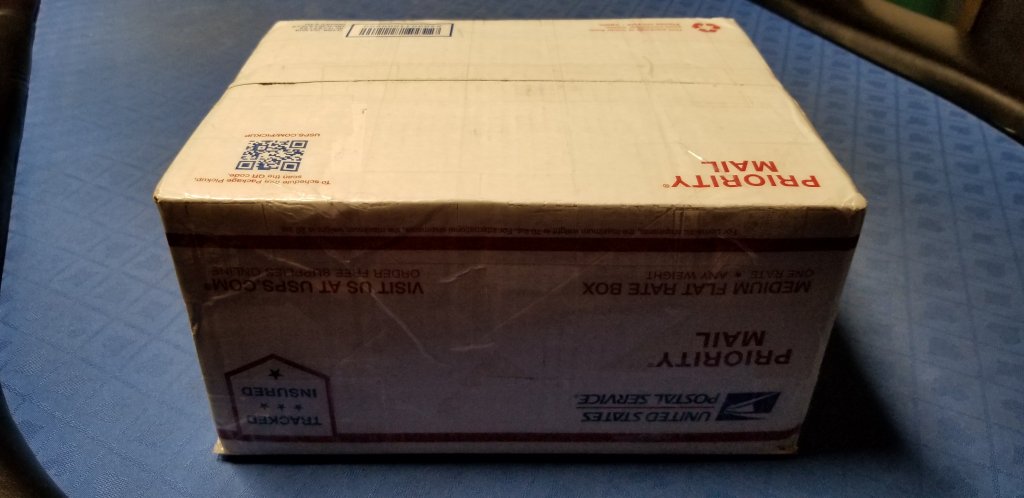 PRIORITY®
MAIL
To schedule free Package Pickup,
scan the QR code.
USPS.COM/PICKUP
TRACKED
INSURED
UNITED STATES
POSTAL SERVICE®
PRIORITY®
MAIL
MEDIUM FLAT RATE BOX
ONE RATE ★ ANY WEIGHT
VISIT US AT USPS.COM®
ORDER FREE SUPPLIES ONLINE